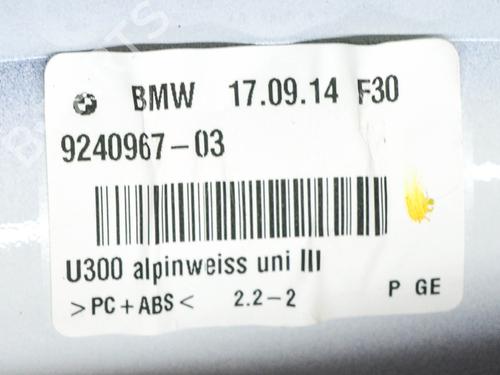 BMW 17.09.14 F30
9240967-03
U300 alpinweiss uni III
>PC+ABS< 2.2-2 P GE